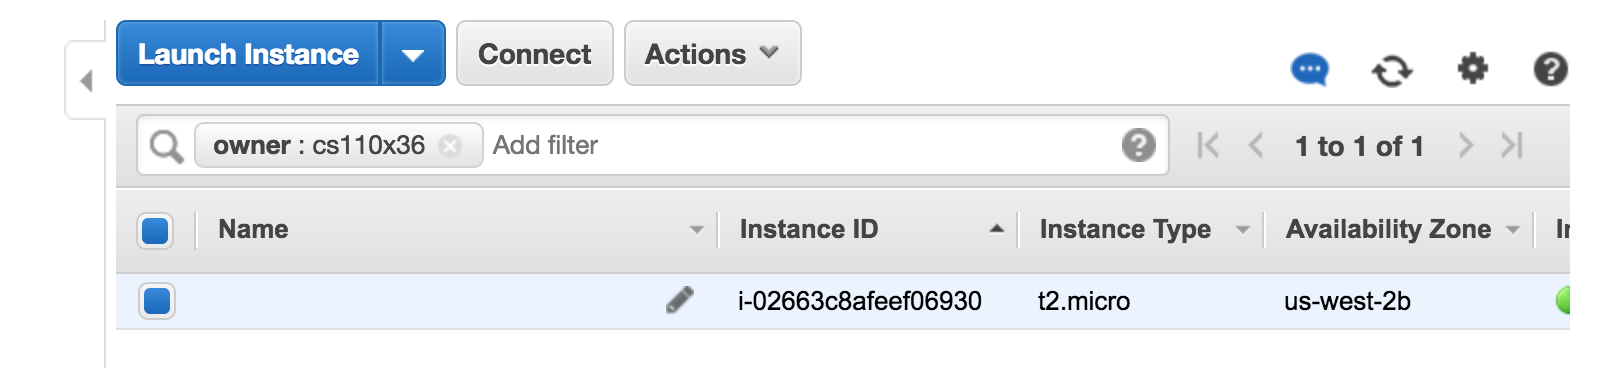 Launch Instance Connect Actions
owner : cs110x36 Add filter 1 to 1 of 1
Name Instance ID Instance Type Availability Zone
i-02663c8afeef06930 t2.micro us-west-2b